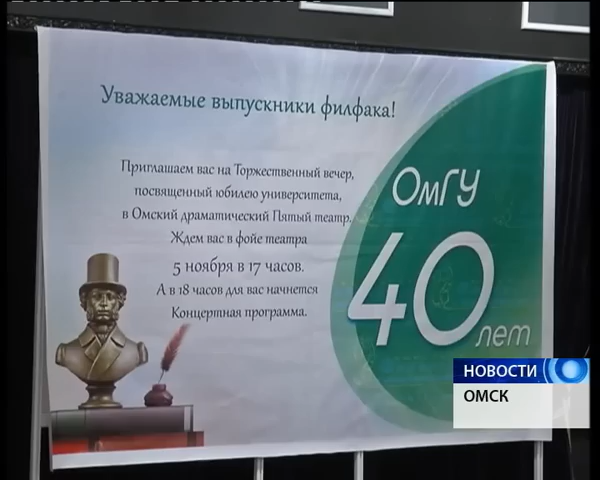 Уважаемые выпускники филфака!
Приглашаем вас на Торжественный вечер,
посвященный юбилею университета,
в Омский драматический Пятый театр.
Ждем вас в фойе театра
5 ноября в 17 часов.
А в 18 часов для вас начнется
Концертная программа.
ОмГУ
40
лет
НОВОСТИ
ОМСК